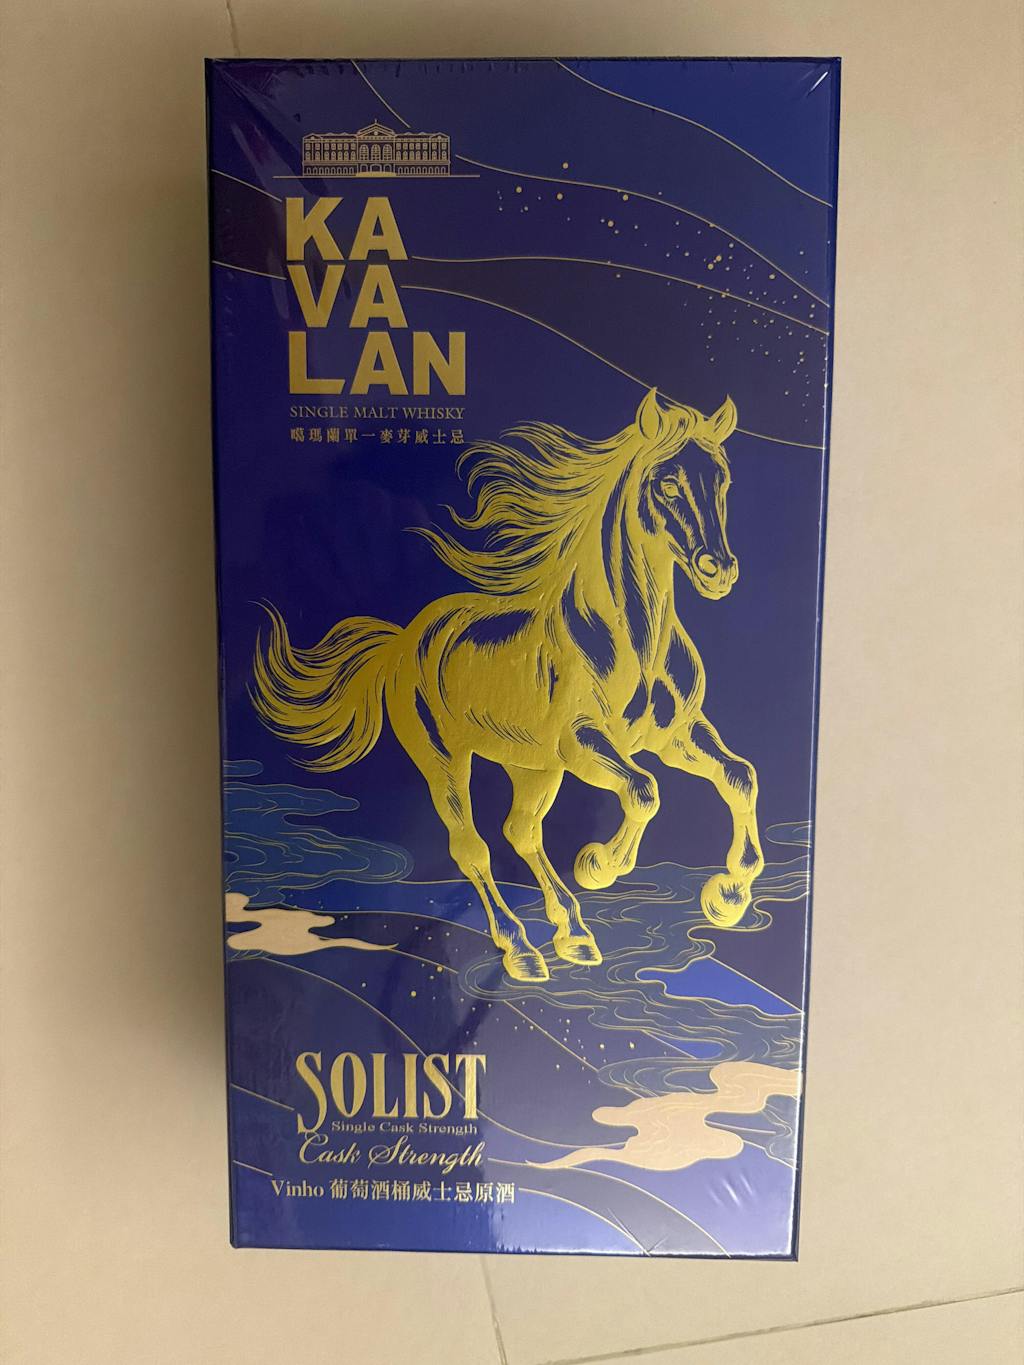 KA
VA
LAN
SINGLE MALT WHISKY
噶瑪蘭單一麥芽威士忌
SOLIST
Single Cask Strength
Cask Strength
Vinho 葡萄酒桶威士忌原酒